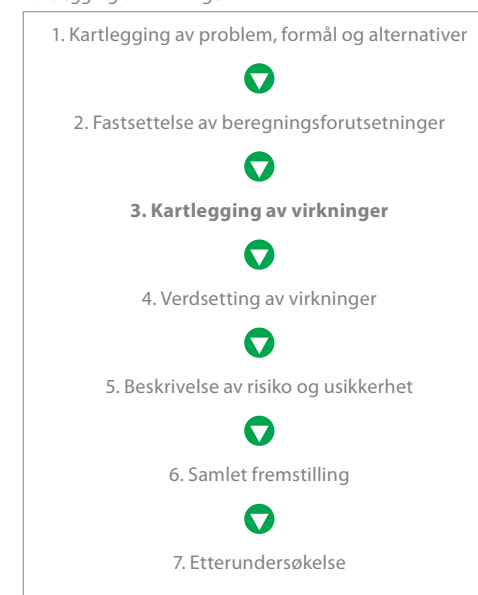 1. Kartlegging av problem, formål og alternativer
2. Fastsettelse av beregningsforutsetninger
3. Kartlegging av virkninger
4. Verdsetting av virkninger
5. Beskrivelse av risiko og usikkerhet
6. Samlet fremstilling
7. Etterundersøkelse